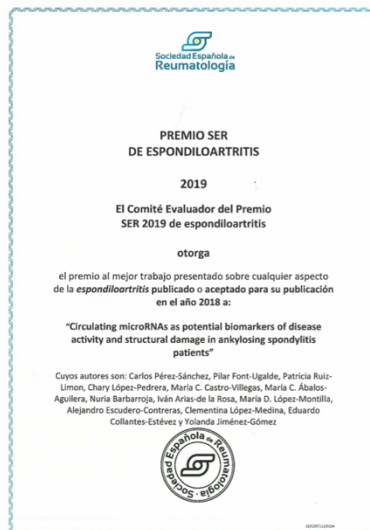 Sociedad Española de
Reumatología
PREMIO SER
DE ESPONDILOARTRITIS
2019
El Comité Evaluador del Premio
SER 2019 de espondiloartritis
otorga
el premio al mejor trabajo presentado sobre cualquier aspecto
de la espondiloartritis publicado o aceptado para su publicación
en el año 2018 a:
"Circulating microRNAs as potential biomarkers of disease
activity and structural damage in ankylosing spondylitis
patients"
Cuyos autores son: Carlos Pérez-Sánchez, Pilar Font-Ugalde, Patricia Ruiz-
Limon, Chary López-Pedrera, María C. Castro-Villegas, María C. Ábalos-
Aguilera, Nuria Barbarroja, Iván Arias-de la Rosa, María D. López-Montilla,
Alejandro Escudero-Contreras, Clementina López-Medina, Eduardo
Collantes-Estévez y Yolanda Jiménez-Gómez
Sociedad Española de Reumatología